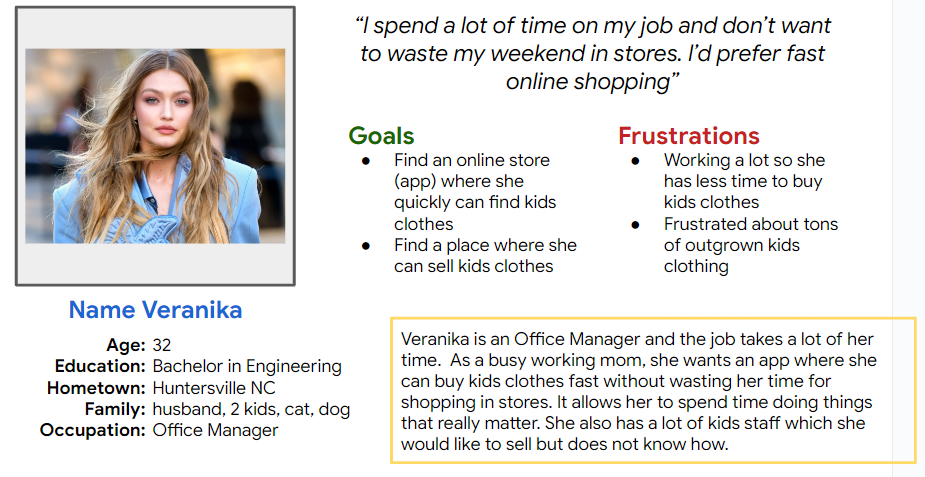 “I spend a lot of time on my job and don’t want
to waste my weekend in stores. I’d prefer fast
online shopping”
Goals
● Find an online store
(app) where she
quickly can find kids
clothes
● Find a place where she
can sell kids clothes
Frustrations
● Working a lot so she
has less time to buy
kids clothes
● Frustrated about tons
of outgrown kids
clothing
Name Veranika
Age: 32
Education: Bachelor in Engineering
Hometown: Huntersville NC
Family: husband, 2 kids, cat, dog
Occupation: Office Manager
Veranika is an Office Manager and the job takes a lot of her
time.  As a busy working mom, she wants an app where she
can buy kids clothes fast without wasting her time for
shopping in stores. It allows her to spend time doing things
that really matter. She also has a lot of kids staff which she
would like to sell but does not know how.